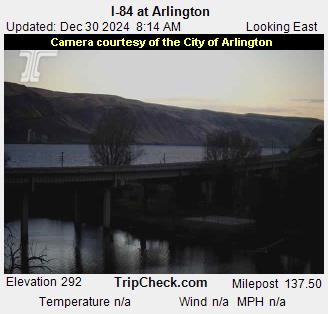 I-84 at Arlington
Updated: Dec 30 2024 8:14 AM Looking East
Camera courtesy of the City of Arlington
Elevation 292 TripCheck.com Milepost 137.50
Temperature n/a Wind n/a MPH n/a